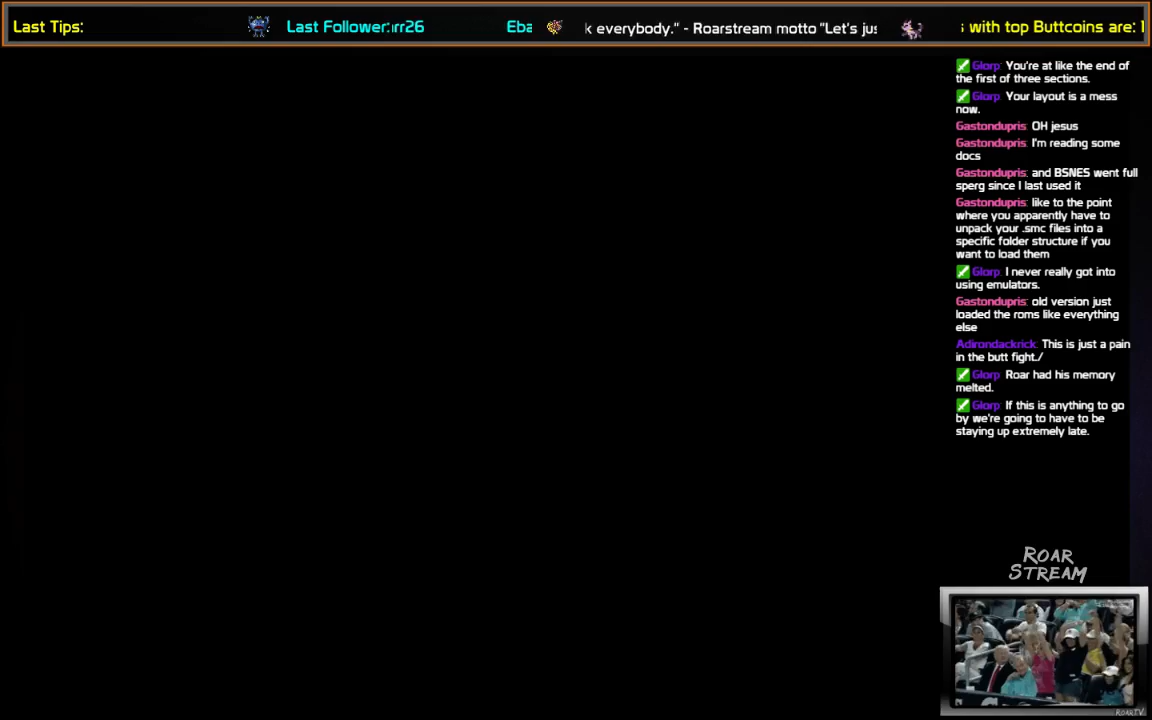 Last Tips:
Last Follower:rr26
Eba
k everybody." - Roarstream motto "Let's jus
s with top Buttcoins are: 1
Glorp: You're at like the end of
the first of three sections.
Glorp: Your layout is a mess
now.
Gastondupris: OH jesus
Gastondupris: I'm reading some
docs
Gastondupris: and BSNES went full
sperg since I last used it
Gastondupris: like to the point
where you apparently have to
unpack your .smc files into a
specific folder structure if you
want to load them
Glorp: I never really got into
using emulators.
Gastondupris: old version just
loaded the roms like everything
else
Adirondackrick: This is just a pain
in the butt fight./
Glorp: Roar had his memory
melted.
Glorp: If this is anything to go
by we're going to have to be
staying up extremely late.
ROAR
STREAM
ROARTV